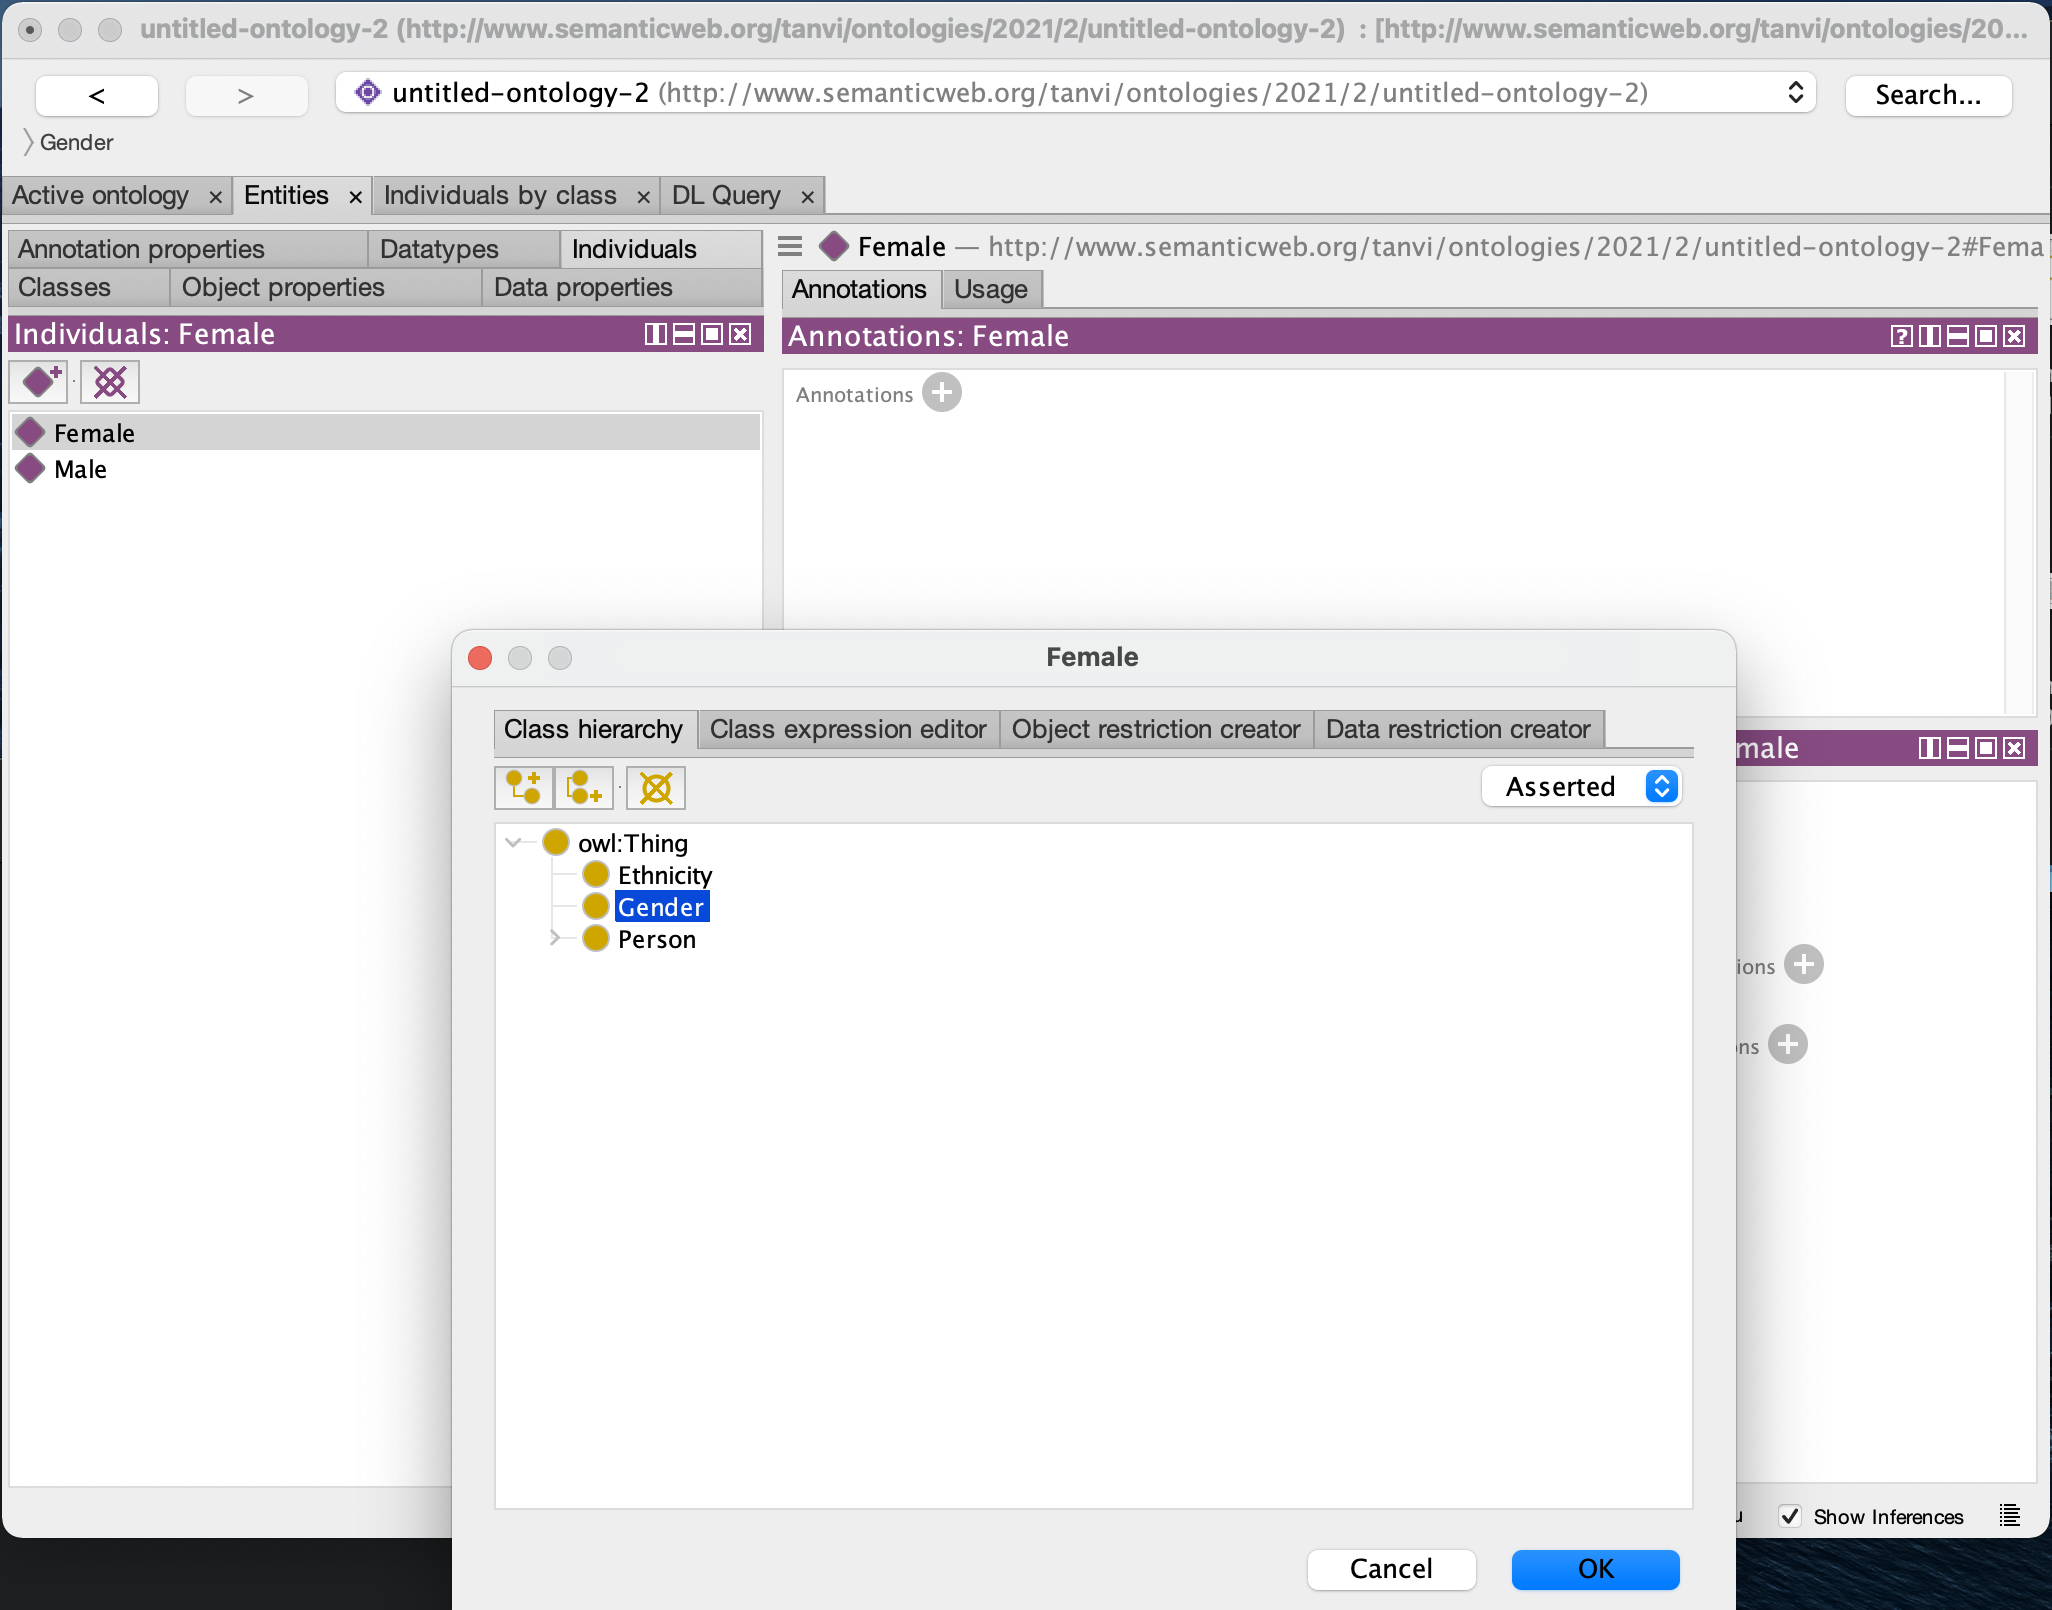 untitled-ontology-2 (http://www.semanticweb.org/tanvi/ontologies/2021/2/untitled-ontology-2) : [http://www.semanticweb.org/tanvi/ontologies/20...
< > untitled-ontology-2 (http://www.semanticweb.org/tanvi/ontologies/2021/2/untitled-ontology-2) Search...
Gender
Active ontology × Entities × Individuals by class × DL Query ×
Annotation properties Datatypes Individuals
Classes Object properties Data properties
Individuals: Female
Female
Male
Female — http://www.semanticweb.org/tanvi/ontologies/2021/2/untitled-ontology-2#Fema
Annotations Usage
Annotations: Female
Annotations
Female
Class hierarchy Class expression editor Object restriction creator Data restriction creator
Asserted
owl:Thing
Ethnicity
Gender
Person
Cancel OK
male
ions
ns
Show Inferences